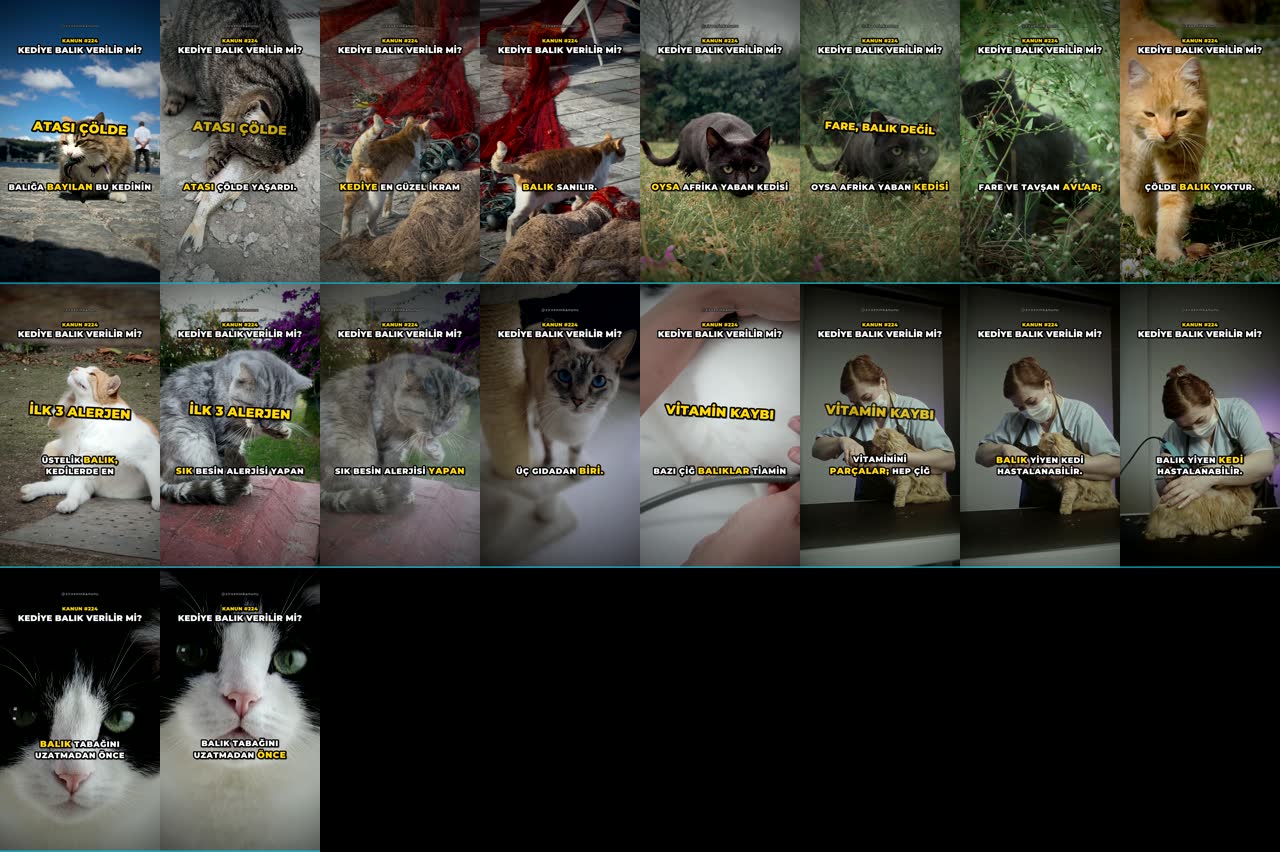 KANUN #224
KEDİYE BALIK VERİLİR Mİ?
ATASI ÇÖLDE
BALIĞA BAYILAN BU KEDİNİN
KANUN #224
KEDİYE BALIK VERİLİR Mİ?
ATASI ÇÖLDE
ATASI ÇÖLDE YAŞARDI.
KANUN #224
KEDİYE BALIK VERİLİR Mİ?
KEDİYE EN GÜZEL İKRAM
KANUN #224
KEDİYE BALIK VERİLİR Mİ?
BALIK SANILIR.
KANUN #224
KEDİYE BALIK VERİLİR Mİ?
OYSA AFRİKA YABAN KEDİSİ
KANUN #224
KEDİYE BALIK VERİLİR Mİ?
FARE, BALIK DEĞİL
OYSA AFRİKA YABAN KEDİSİ
KANUN #224
KEDİYE BALIK VERİLİR Mİ?
FARE VE TAVŞAN AVLAR;
KANUN #224
KEDİYE BALIK VERİLİR Mİ?
ÇÖLDE BALIK YOKTUR.
KANUN #224
KEDİYE BALIK VERİLİR Mİ?
İLK 3 ALERJEN
ÜSTELİK BALIK,
KEDİLERDE EN
KANUN #224
KEDİYE BALIK VERİLİR Mİ?
İLK 3 ALERJEN
SIK BESİN ALERJİSİ YAPAN
KANUN #224
KEDİYE BALIK VERİLİR Mİ?
SIK BESİN ALERJİSİ YAPAN
KANUN #224
KEDİYE BALIK VERİLİR Mİ?
ÜÇ GIDADAN BİRİ.
KANUN #224
KEDİYE BALIK VERİLİR Mİ?
VİTAMİN KAYBI
BAZI ÇİĞ BALIKLAR TİAMİN
KANUN #224
KEDİYE BALIK VERİLİR Mİ?
VİTAMİN KAYBI
VİTAMİNİNİ
PARÇALAR; HEP ÇİĞ
KANUN #224
KEDİYE BALIK VERİLİR Mİ?
BALIK YİYEN KEDİ
HASTALANABİLİR.
KANUN #224
KEDİYE BALIK VERİLİR Mİ?
BALIK YİYEN KEDİ
HASTALANABİLİR.
KANUN #224
KEDİYE BALIK VERİLİR Mİ?
BALIK TABAĞINI
UZATMADAN ÖNCE
KANUN #224
KEDİYE BALIK VERİLİR Mİ?
BALIK TABAĞINI
UZATMADAN ÖNCE